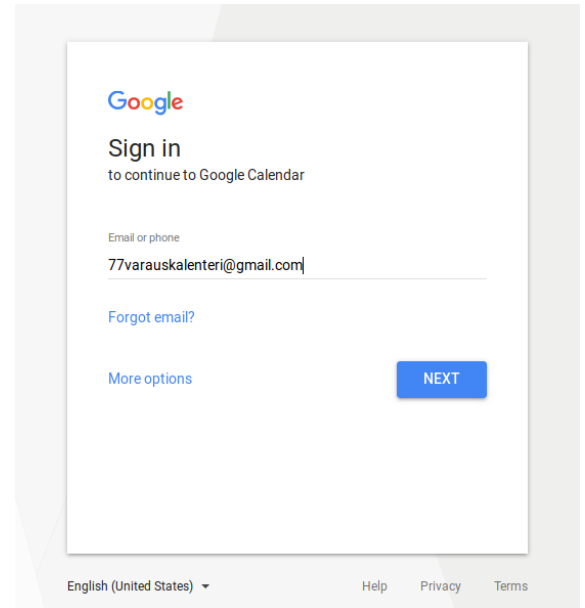 Google
Sign in
to continue to Google Calendar
Email or phone
77varauskalenteri@gmail.com
Forgot email?
More options
NEXT
English (United States)
Help Privacy Terms